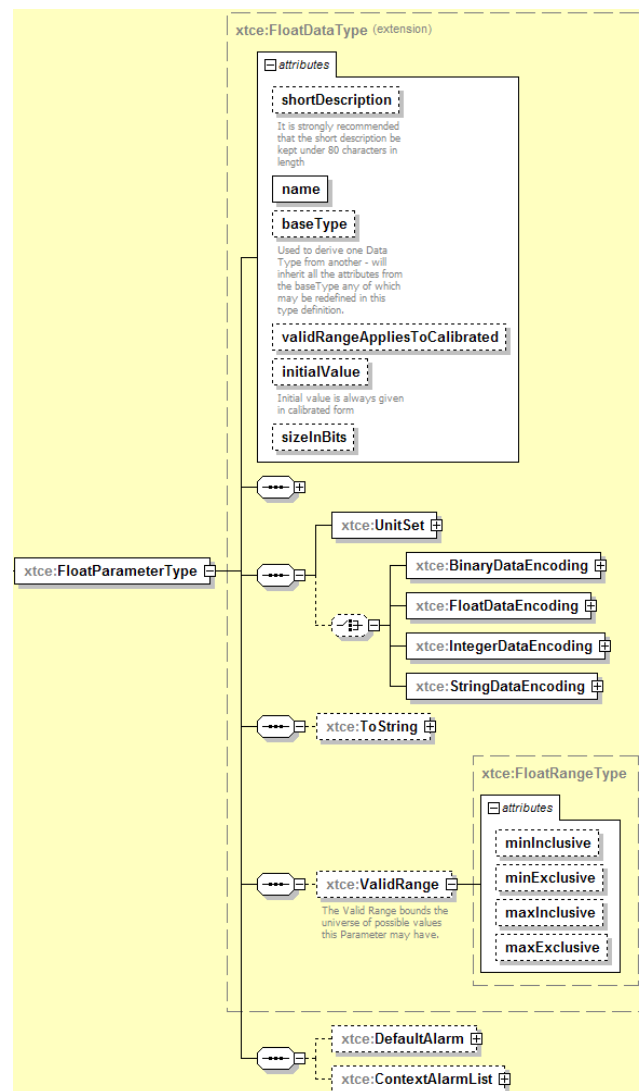 xtce:FloatDataType (extension)
attributes
shortDescription
It is strongly recommended
that the short description be
kept under 80 characters in
length
name
baseType
Used to derive one Data
Type from another - will
inherit all the attributes from
the baseType any of which
may be redefined in this
type definition.
validRangeAppliesToCalibrated
initialValue
Initial value is always given
in calibrated form
sizeInBits
xtce:FloatParameterType
xtce:UnitSet
xtce:BinaryDataEncoding
xtce:FloatDataEncoding
xtce:IntegerDataEncoding
xtce:StringDataEncoding
xtce:ToString
xtce:FloatRangeType
attributes
minInclusive
minExclusive
maxInclusive
maxExclusive
xtce:ValidRange
The Valid Range bounds the
universe of possible values
this Parameter may have.
xtce:DefaultAlarm
xtce:ContextAlarmList